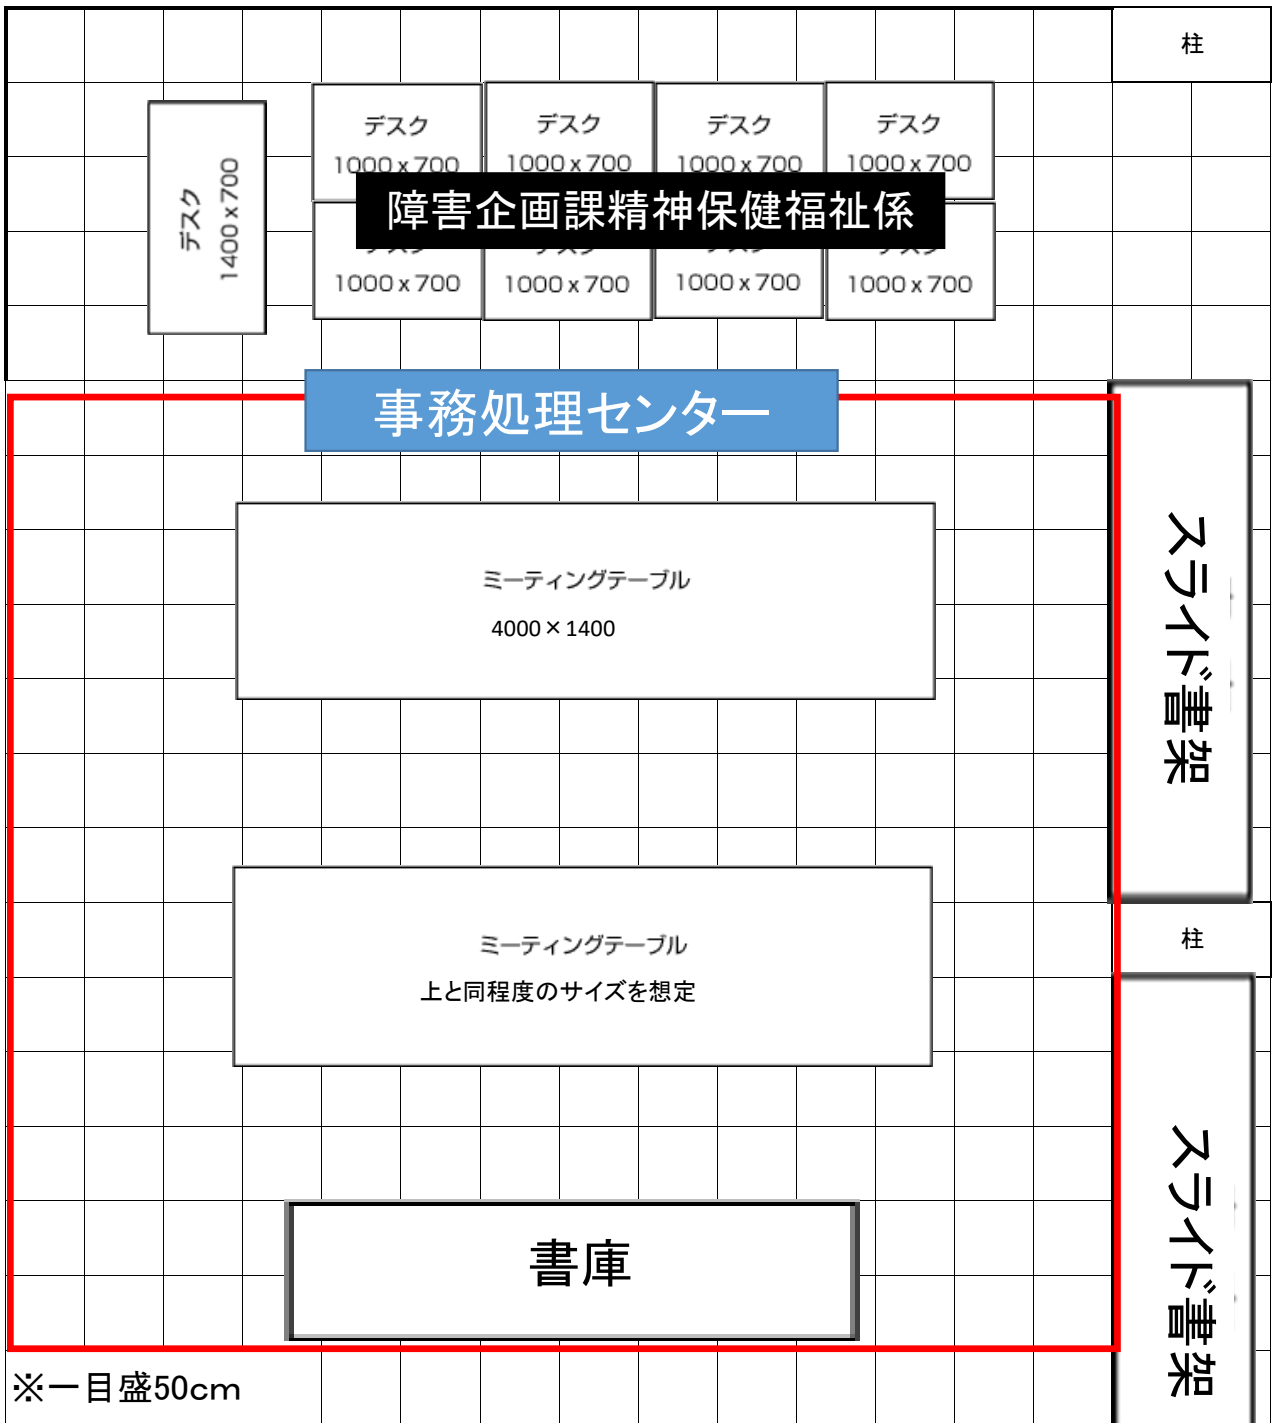 柱
デスク
1000 x 700
デスク
1000 x 700
デスク
1000 x 700
デスク
1000 x 700
デスク
1400 x 700
障害企画課精神保健福祉係
1000 x 700
1000 x 700
1000 x 700
1000 x 700
事務処理センター
ミーティングテーブル
4000×1400
スライド書架
ミーティングテーブル
上と同程度のサイズを想定
柱
スライド書架
書庫
※一目盛50cm